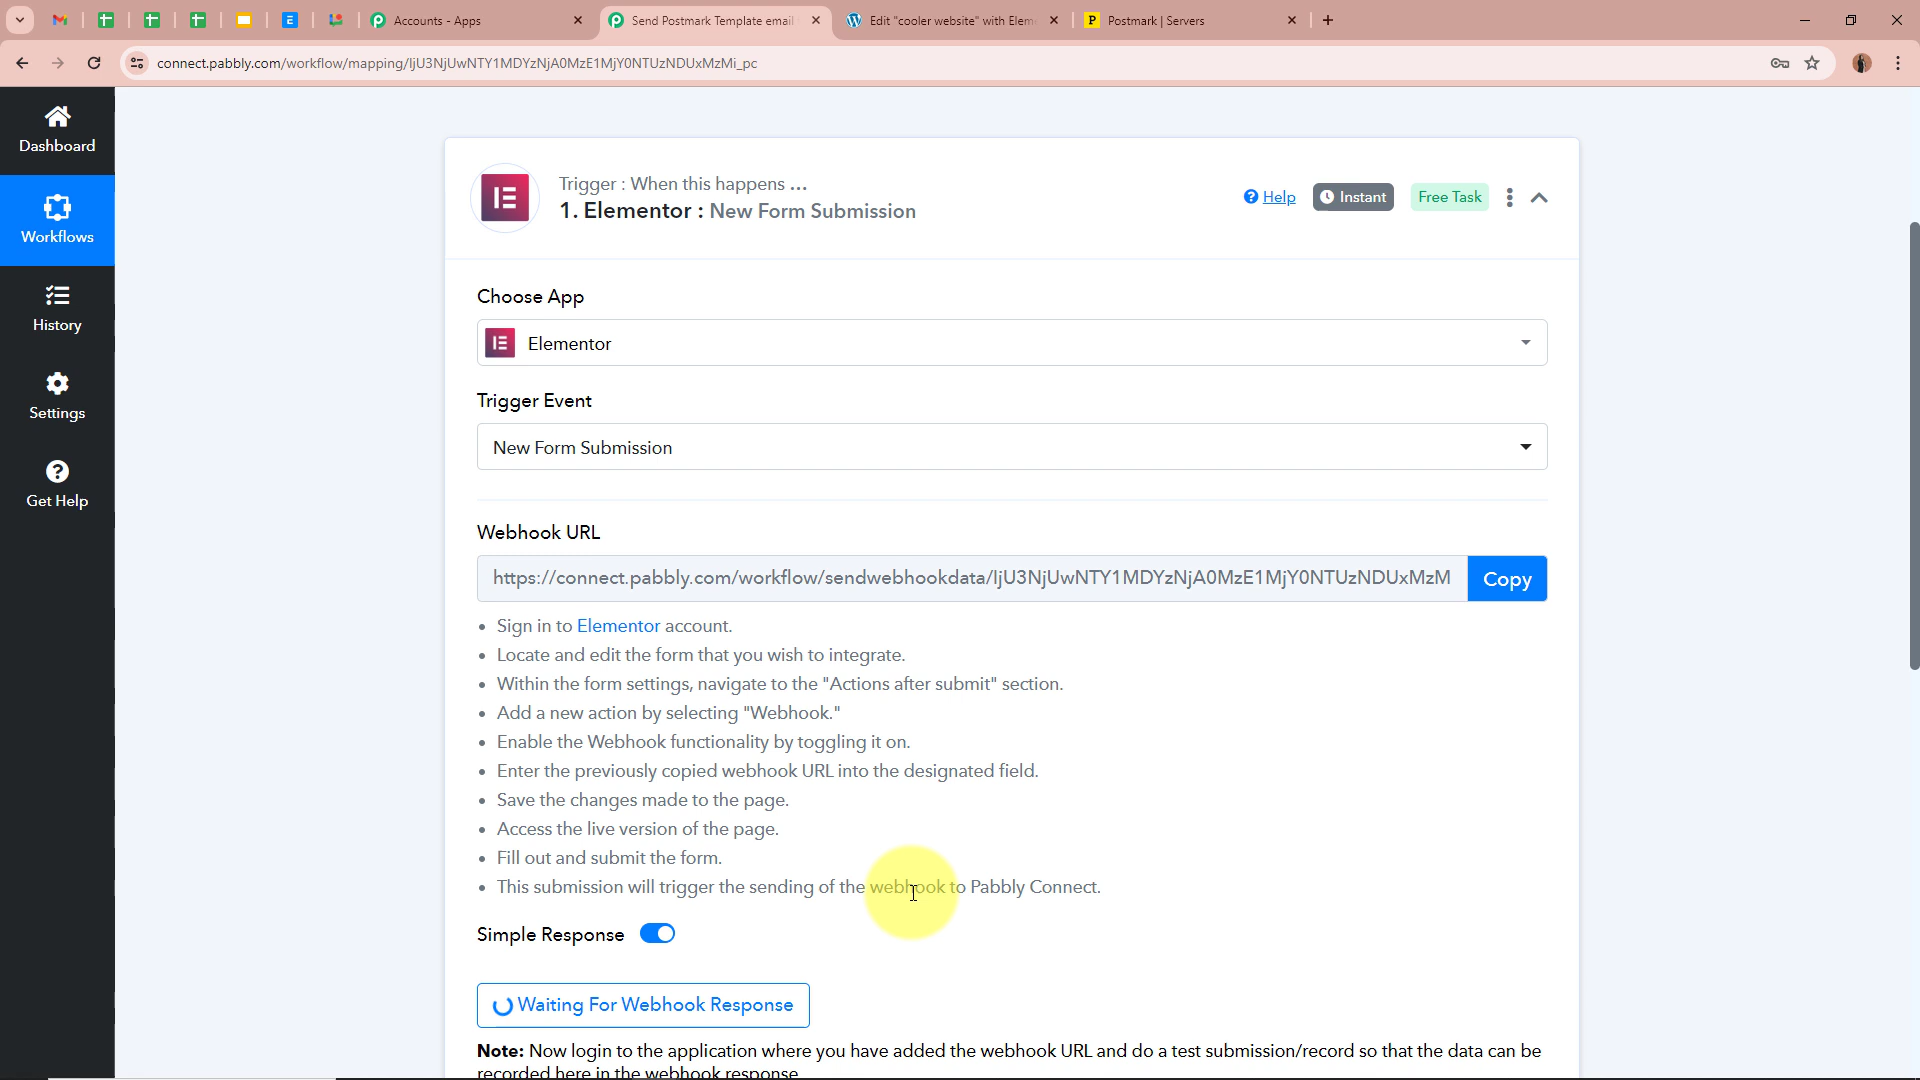 Accounts - Apps
Send Postmark Template email
Edit "cooler website" with Elem
Postmark | Servers
connect.pabbly.com/workflow/mapping/IjU3NjUwNTY1MDYzNjA0MzE1MjY0NTUzNDUxMzMi_pc
Dashboard
Workflows
History
Settings
Get Help
Trigger : When this happens ...
1. Elementor : New Form Submission
Help
Instant
Free Task
Choose App
Elementor
Trigger Event
New Form Submission
Webhook URL
https://connect.pabbly.com/workflow/sendwebhookdata/IjU3NjUwNTY1MDYzNjA0MzE1MjY0NTUzNDUxMzM
Copy
• Sign in to Elementor account.
• Locate and edit the form that you wish to integrate.
• Within the form settings, navigate to the "Actions after submit" section.
• Add a new action by selecting "Webhook."
• Enable the Webhook functionality by toggling it on.
• Enter the previously copied webhook URL into the designated field.
• Save the changes made to the page.
• Access the live version of the page.
• Fill out and submit the form.
• This submission will trigger the sending of the webhook to Pabbly Connect.
Simple Response
Waiting For Webhook Response
Note: Now login to the application where you have added the webhook URL and do a test submission/record so that the data can be
recorded here in the webhook response